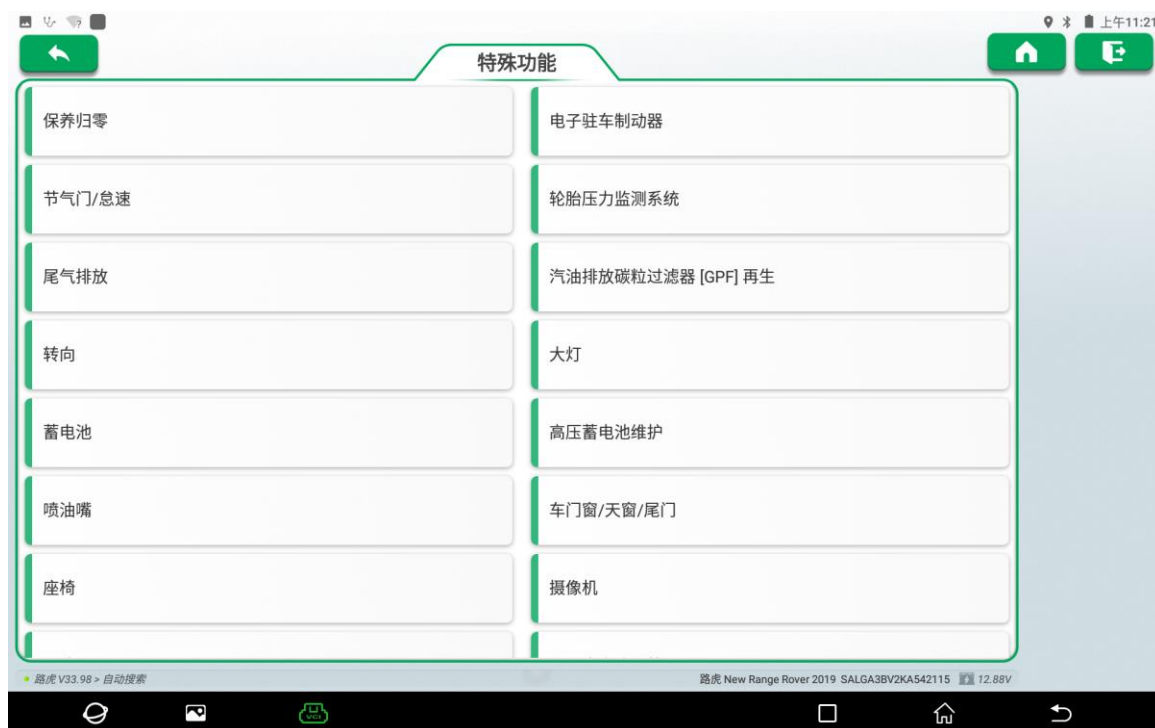 上午11:21
特殊功能
保养归零
电子驻车制动器
节气门/怠速
轮胎压力监测系统
尾气排放
汽油排放碳粒过滤器 [GPF] 再生
转向
大灯
蓄电池
高压蓄电池维护
喷油嘴
车门窗/天窗/尾门
座椅
摄像机
路虎 V33.98 > 自动搜索
路虎 New Range Rover 2019 SALGA3BV2KA542115 12.88V
VCI